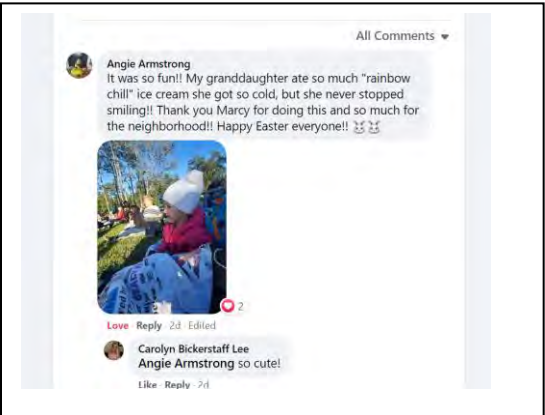 All Comments
Angie Armstrong
It was so fun!! My granddaughter ate so much "rainbow
chill" ice cream she got so cold, but she never stopped
smiling!! Thank you Marcy for doing this and so much for
the neighborhood!! Happy Easter everyone!!
2
Love · Reply · 2d · Edited
Carolyn Bickerstaff Lee
Angie Armstrong so cute!
Like · Reply · 2d